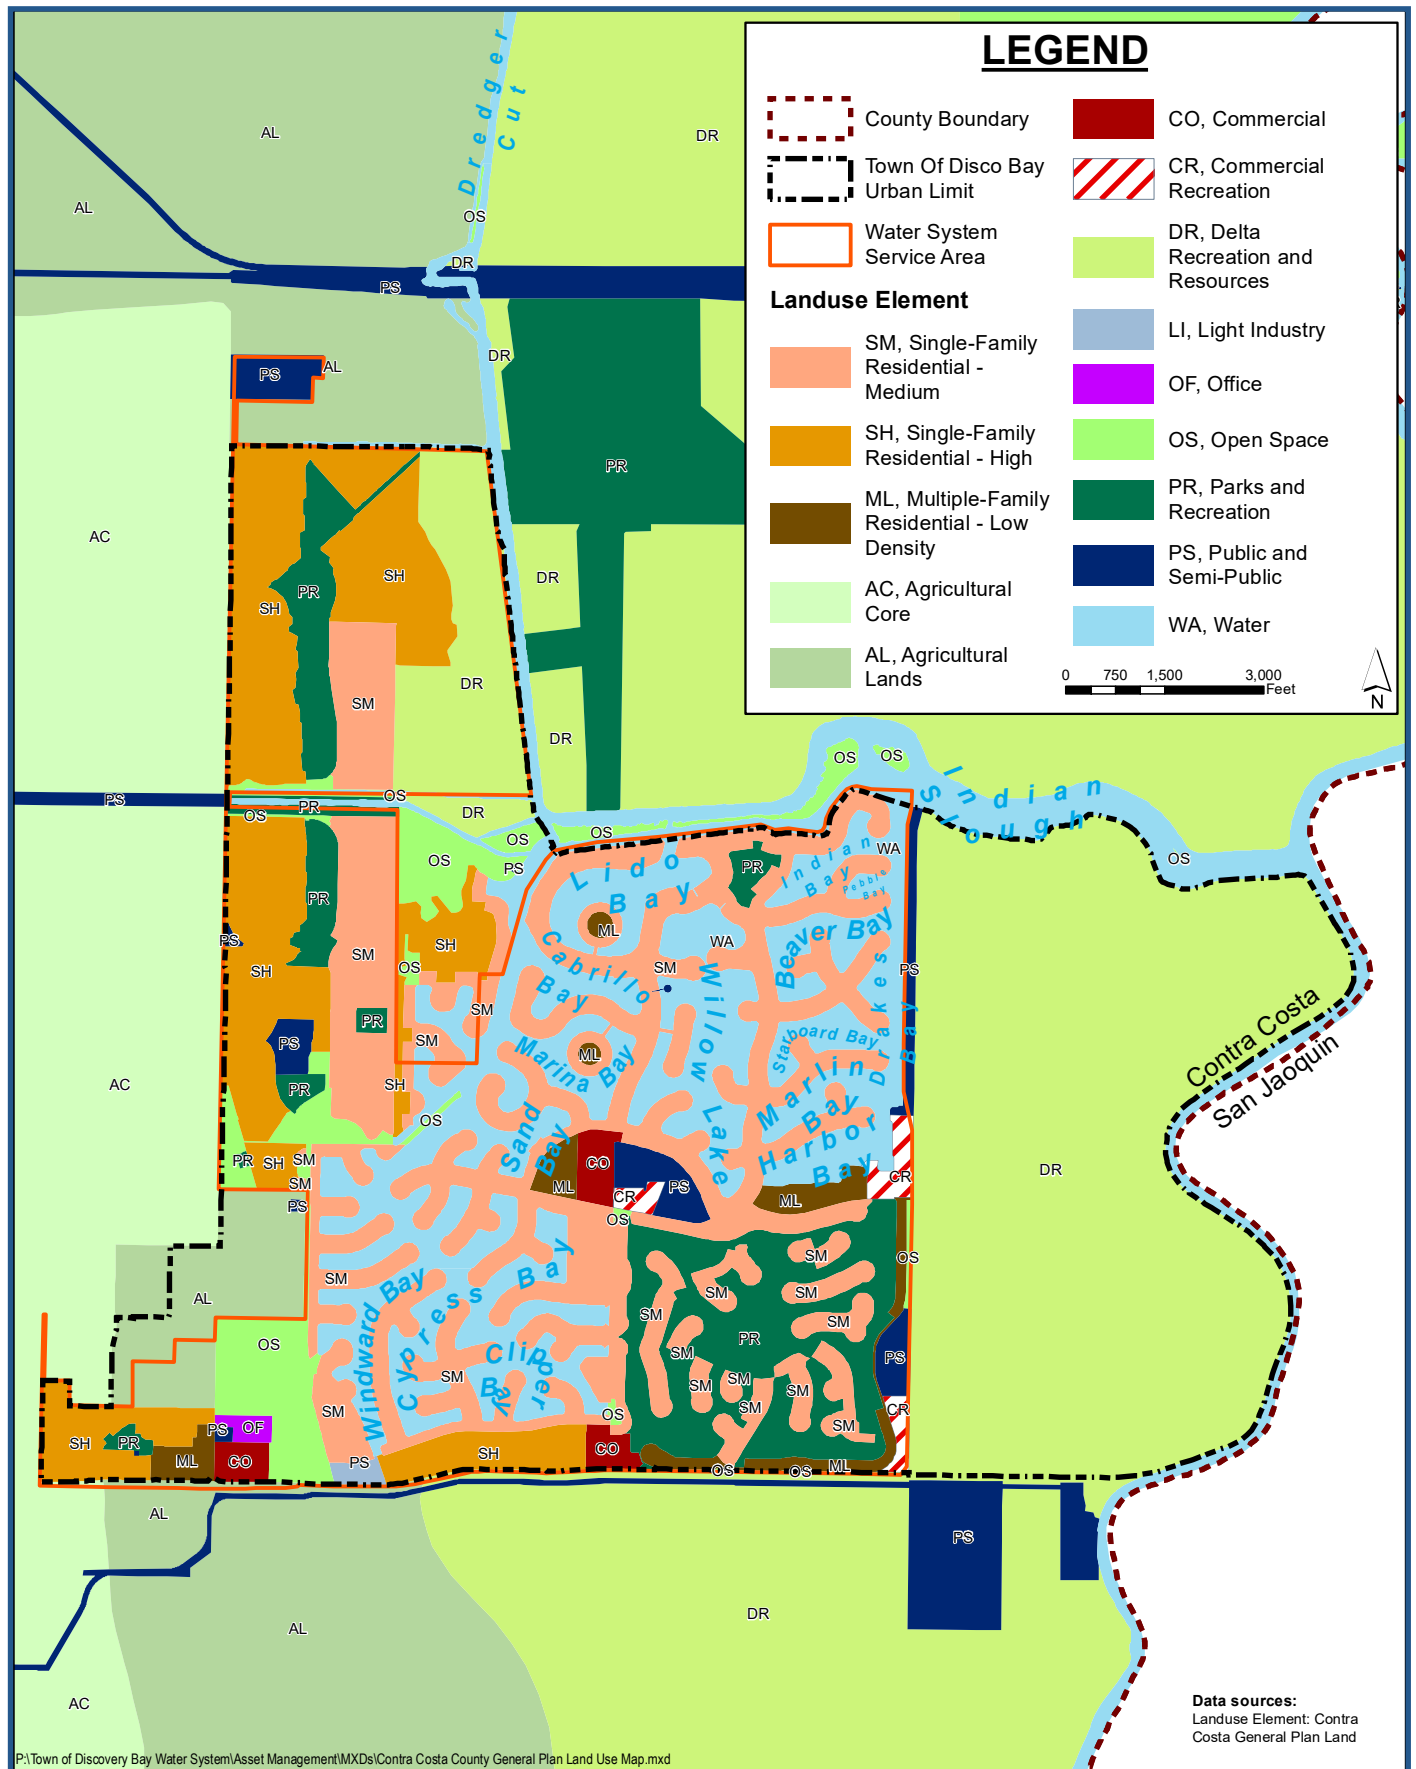 LEGEND
County Boundary
Town Of Disco Bay
Urban Limit
Water System
Service Area
Landuse Element
SM, Single-Family
Residential -
Medium
SH, Single-Family
Residential - High
ML, Multiple-Family
Residential - Low
Density
AC, Agricultural
Core
AL, Agricultural
Lands
CO, Commercial
CR, Commercial
Recreation
DR, Delta
Recreation and
Resources
LI, Light Industry
OF, Office
OS, Open Space
PR, Parks and
Recreation
PS, Public and
Semi-Public
WA, Water
0 750 1,500 3,000
Feet
N
Dredger
Cut
AL
DR
AL
OS
DR
PS
DR
PS
AL
PR
AC
SH
DR
PR
SH
DR
SM
DR
OS
OS
Indian
Slough
PS
OS
PR
OS
DR
OS
OS
WA
OS
OS
PS
PR
Lido
Bay
Indian
Bay
Pebble
Bay
PR
ML
Beaver Bay
WA
PS
SH
SM
OS
SH
SM
PS
Cabrillo
Bay
Willow
Lake
Drakes
Bay
SM
PR
SM
PS
ML
Marina Bay
Starboard Bay
Marlin
Bay
Contra Costa
San Jaoquin
AC
SH
PR
OS
Sand
Bay
Harbor
Bay
PR
SH
SM
SM
PS
CO
ML
CR
PS
ML
CR
DR
OS
OS
SM
SM
SM
SM
SM
SM
SM
PR
SM
SM
SM
SM
SM
SM
PS
CR
AL
OS
Windward Bay
Cypress Bay
Clipper
Bay
SM
SM
OS
SH
PR
ML
PS
OF
CO
PS
SH
CO
OS
OS
ML
AL
PS
AL
DR
AC
Data sources:
Landuse Element: Contra
Costa General Plan Land
P:\Town of Discovery Bay Water System\Asset Management\MXDs\Contra Costa County General Plan Land Use Map.mxd